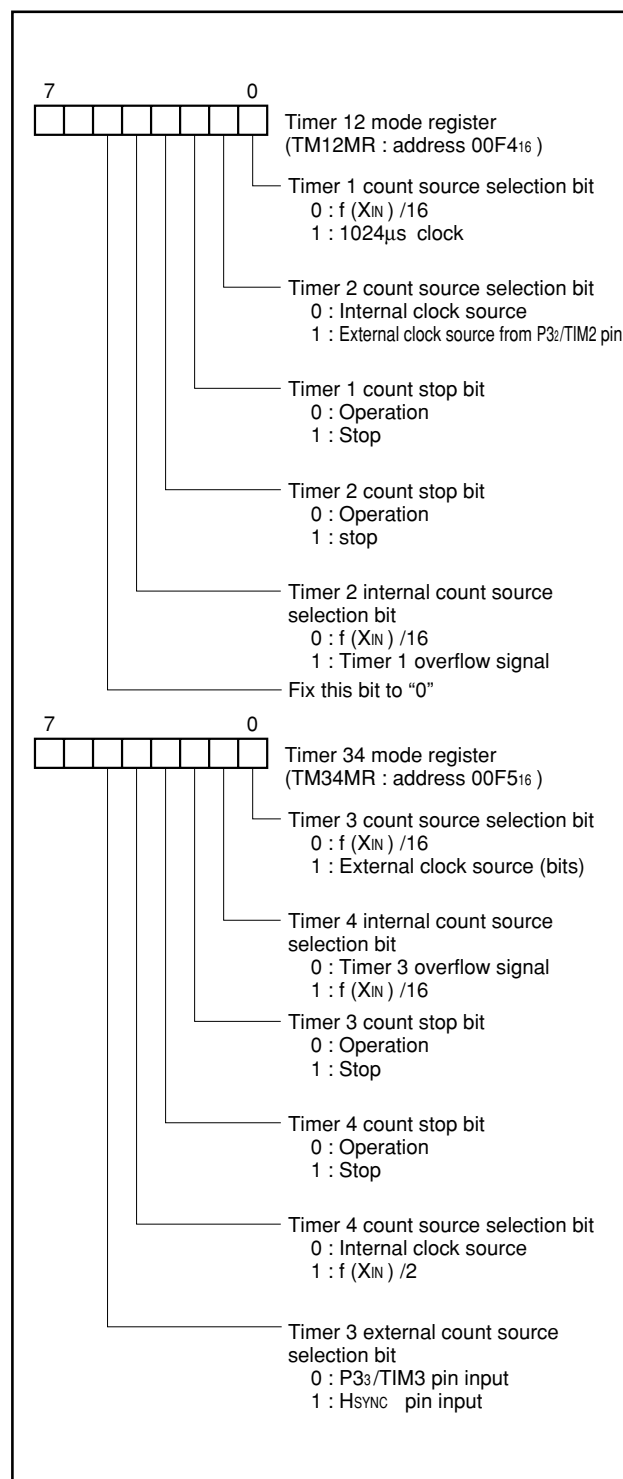 7 0
Timer 12 mode register
(TM12MR : address 00F416 )
Timer 1 count source selection bit
0 : f (XIN ) /16
1 : 1024μs clock
Timer 2 count source selection bit
0 : Internal clock source
1 : External clock source from P32/TIM2 pin
Timer 1 count stop bit
0 : Operation
1 : Stop
Timer 2 count stop bit
0 : Operation
1 : stop
Timer 2 internal count source
selection bit
0 : f (XIN ) /16
1 : Timer 1 overflow signal
Fix this bit to “0”
7 0
Timer 34 mode register
(TM34MR : address 00F516 )
Timer 3 count source selection bit
0 : f (XIN ) /16
1 : External clock source (bits)
Timer 4 internal count source
selection bit
0 : Timer 3 overflow signal
1 : f (XIN ) /16
Timer 3 count stop bit
0 : Operation
1 : Stop
Timer 4 count stop bit
0 : Operation
1 : Stop
Timer 4 count source selection bit
0 : Internal clock source
1 : f (XIN ) /2
Timer 3 external count source
selection bit
0 : P33/TIM3 pin input
1 : HSYNC pin input